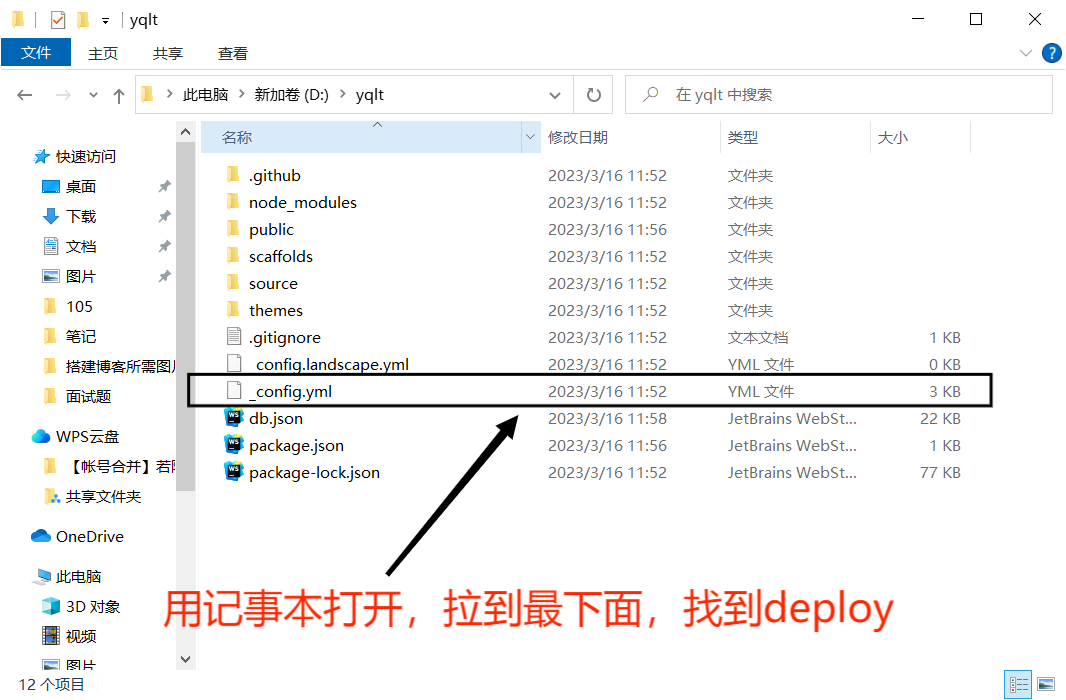 yqlt
文件 主页 共享 查看
此电脑 新加卷 (D:) yqlt 在 yqlt 中搜索
名称 修改日期 类型 大小
快速访问
桌面
下载
文档
图片
105
笔记
搭建博客所需图
面试题
WPS云盘
【帐号合并】若
共享文件夹
OneDrive
此电脑
3D 对象
视频
图片
.github 2023/3/16 11:52 文件夹
node_modules 2023/3/16 11:52 文件夹
public 2023/3/16 11:56 文件夹
scaffolds 2023/3/16 11:52 文件夹
source 2023/3/16 11:52 文件夹
themes 2023/3/16 11:52 文件夹
.gitignore 2023/3/16 11:52 文本文档 1 KB
_config.landscape.yml 2023/3/16 11:52 YML 文件 0 KB
_config.yml 2023/3/16 11:52 YML 文件 3 KB
db.json 2023/3/16 11:58 JetBrains WebSt... 22 KB
package.json 2023/3/16 11:56 JetBrains WebSt... 1 KB
package-lock.json 2023/3/16 11:52 JetBrains WebSt... 77 KB
用记事本打开，拉到最下面，找到deploy
12 个项目